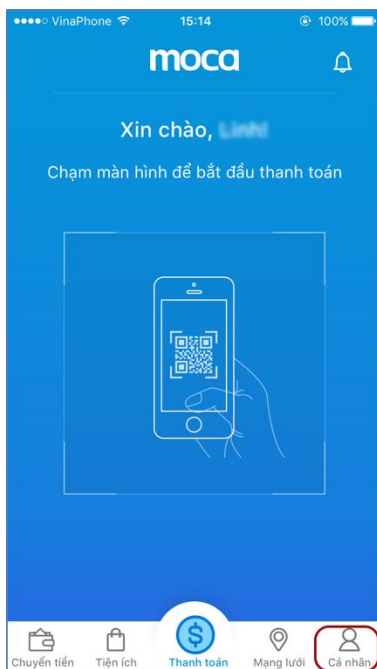 VinaPhone 15:14 100%
moca
Xin chào,
Chạm màn hình để bắt đầu thanh toán
Chuyển tiền Tiện ích Thanh toán Mạng lưới Cá nhân